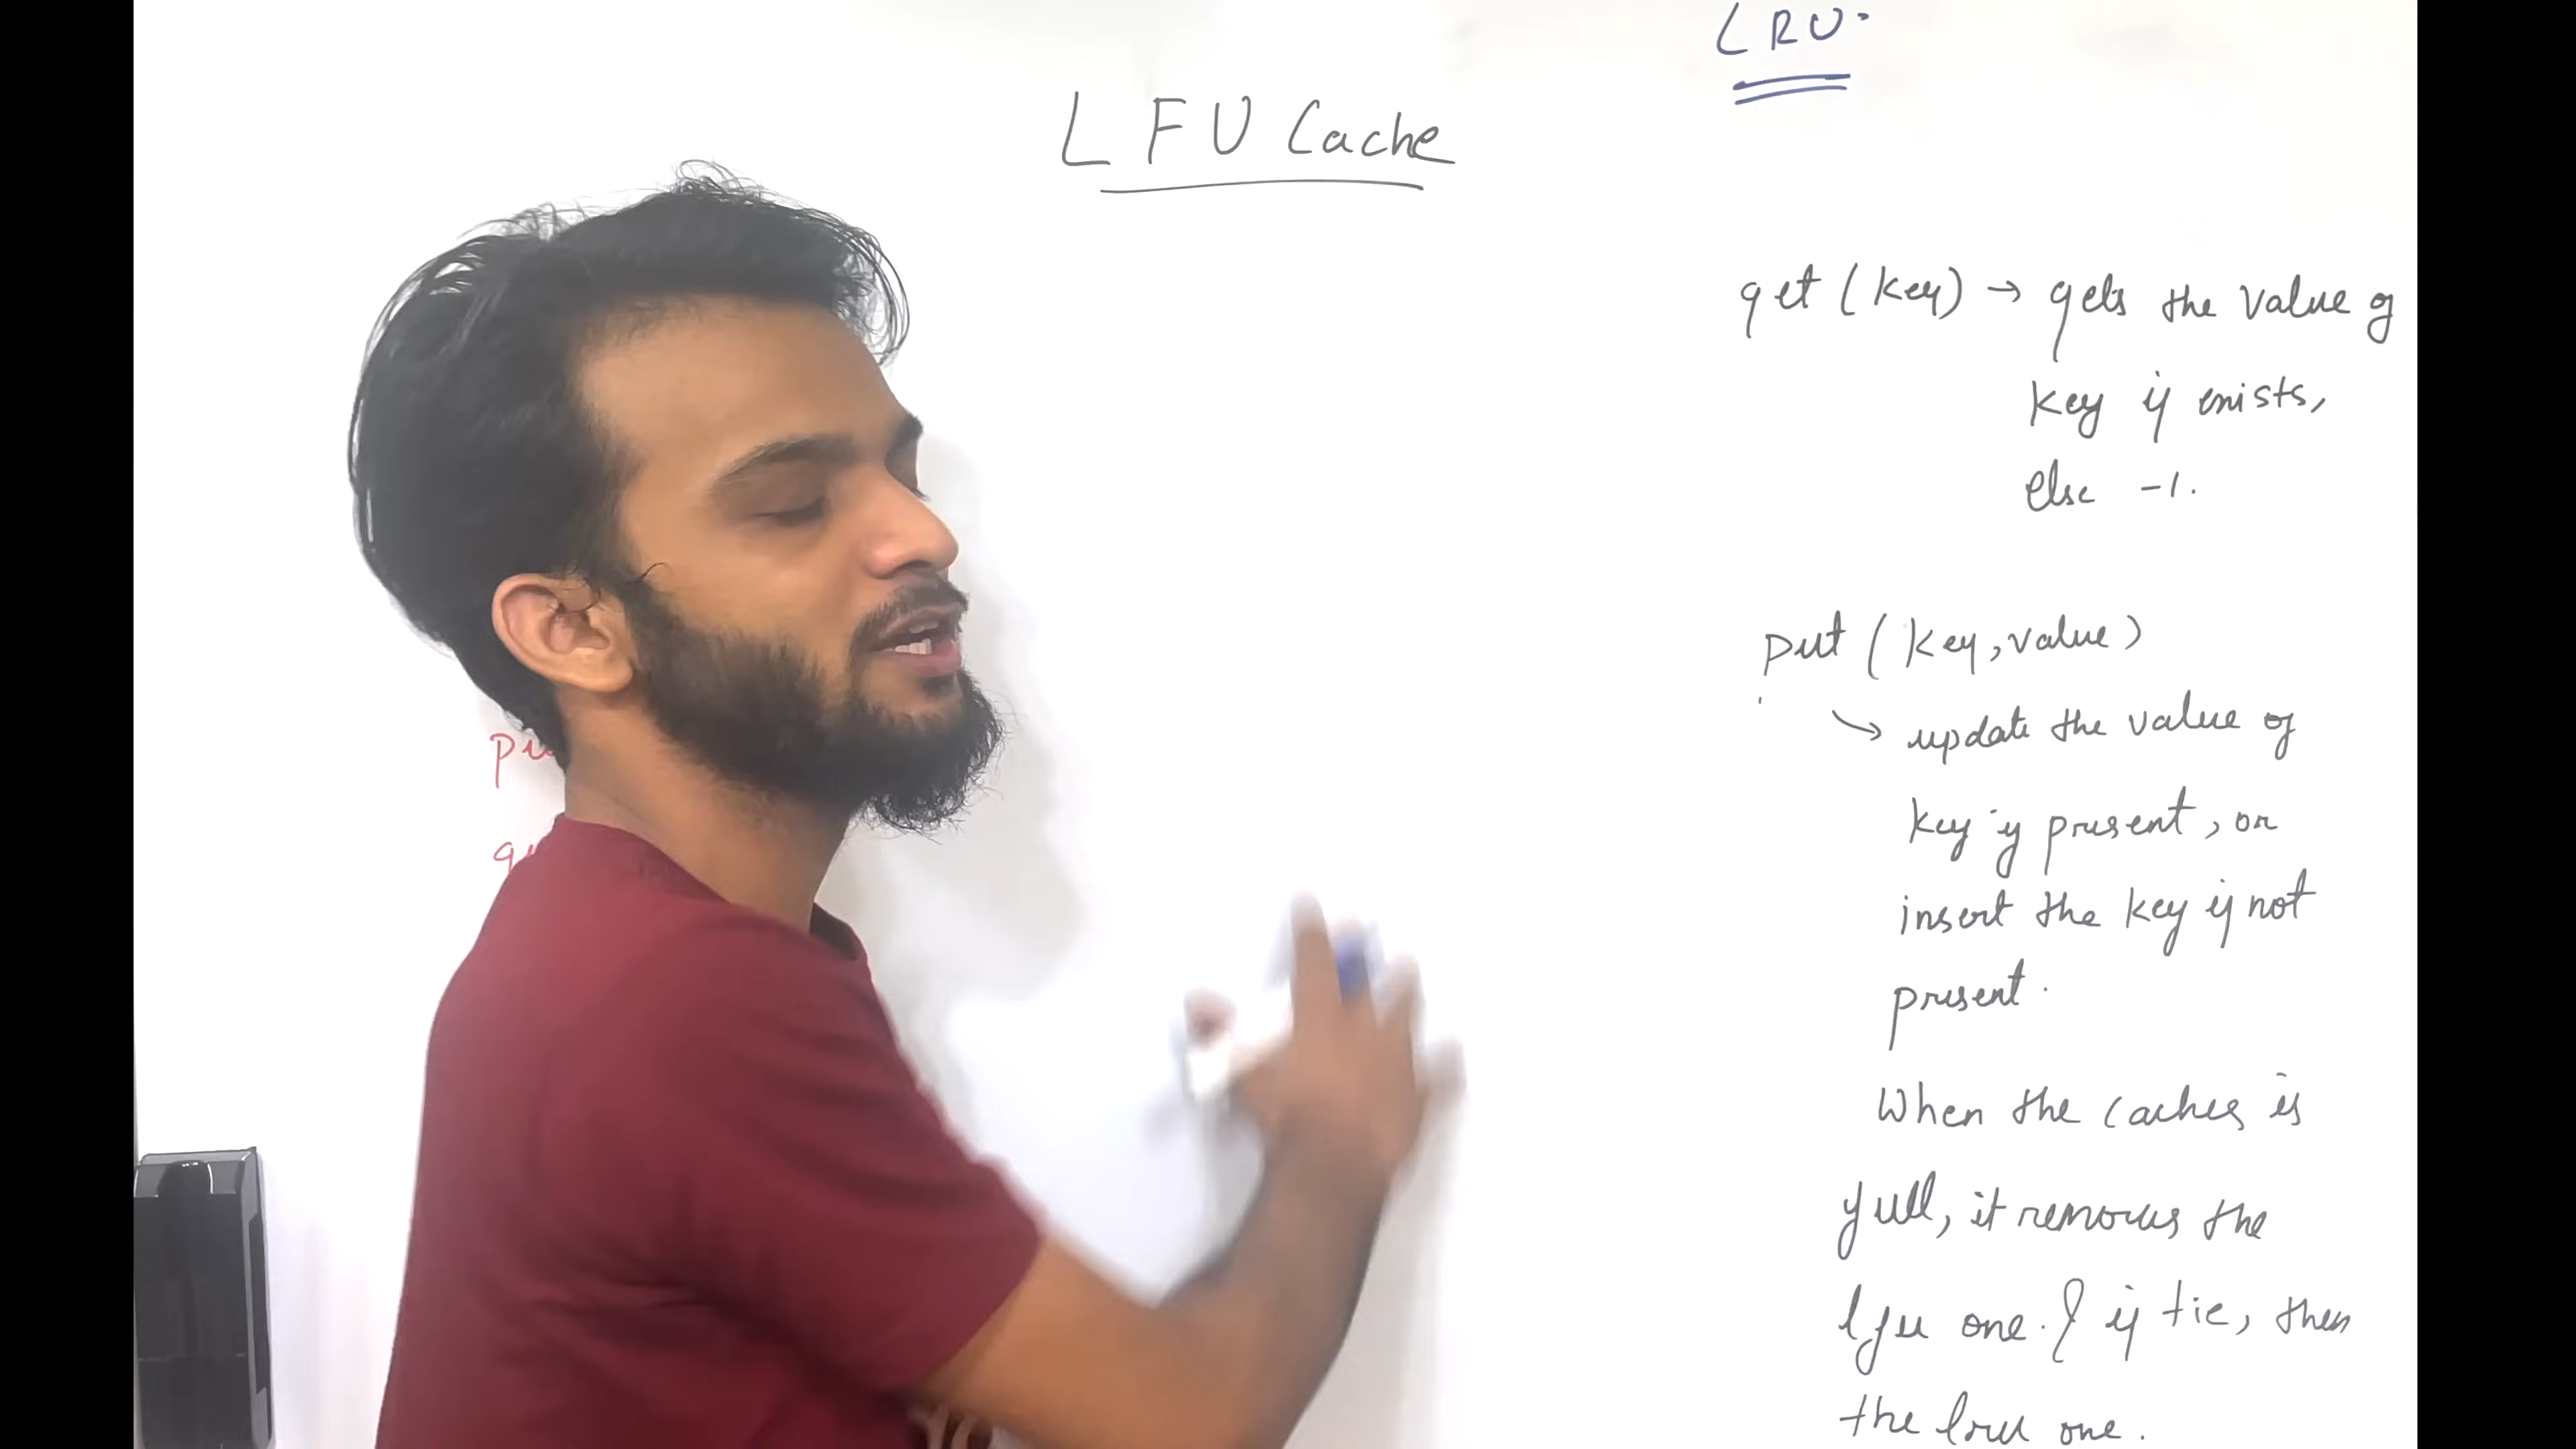 LRU.
LFU Cache
get (key) → gets the value of
key if exists,
else -1.
put (key, value)
↘ update the value of
key if present, or
insert the key if not
present.
When the caches is
full, it removes the
lfu one. & if tie, then
the lru one.